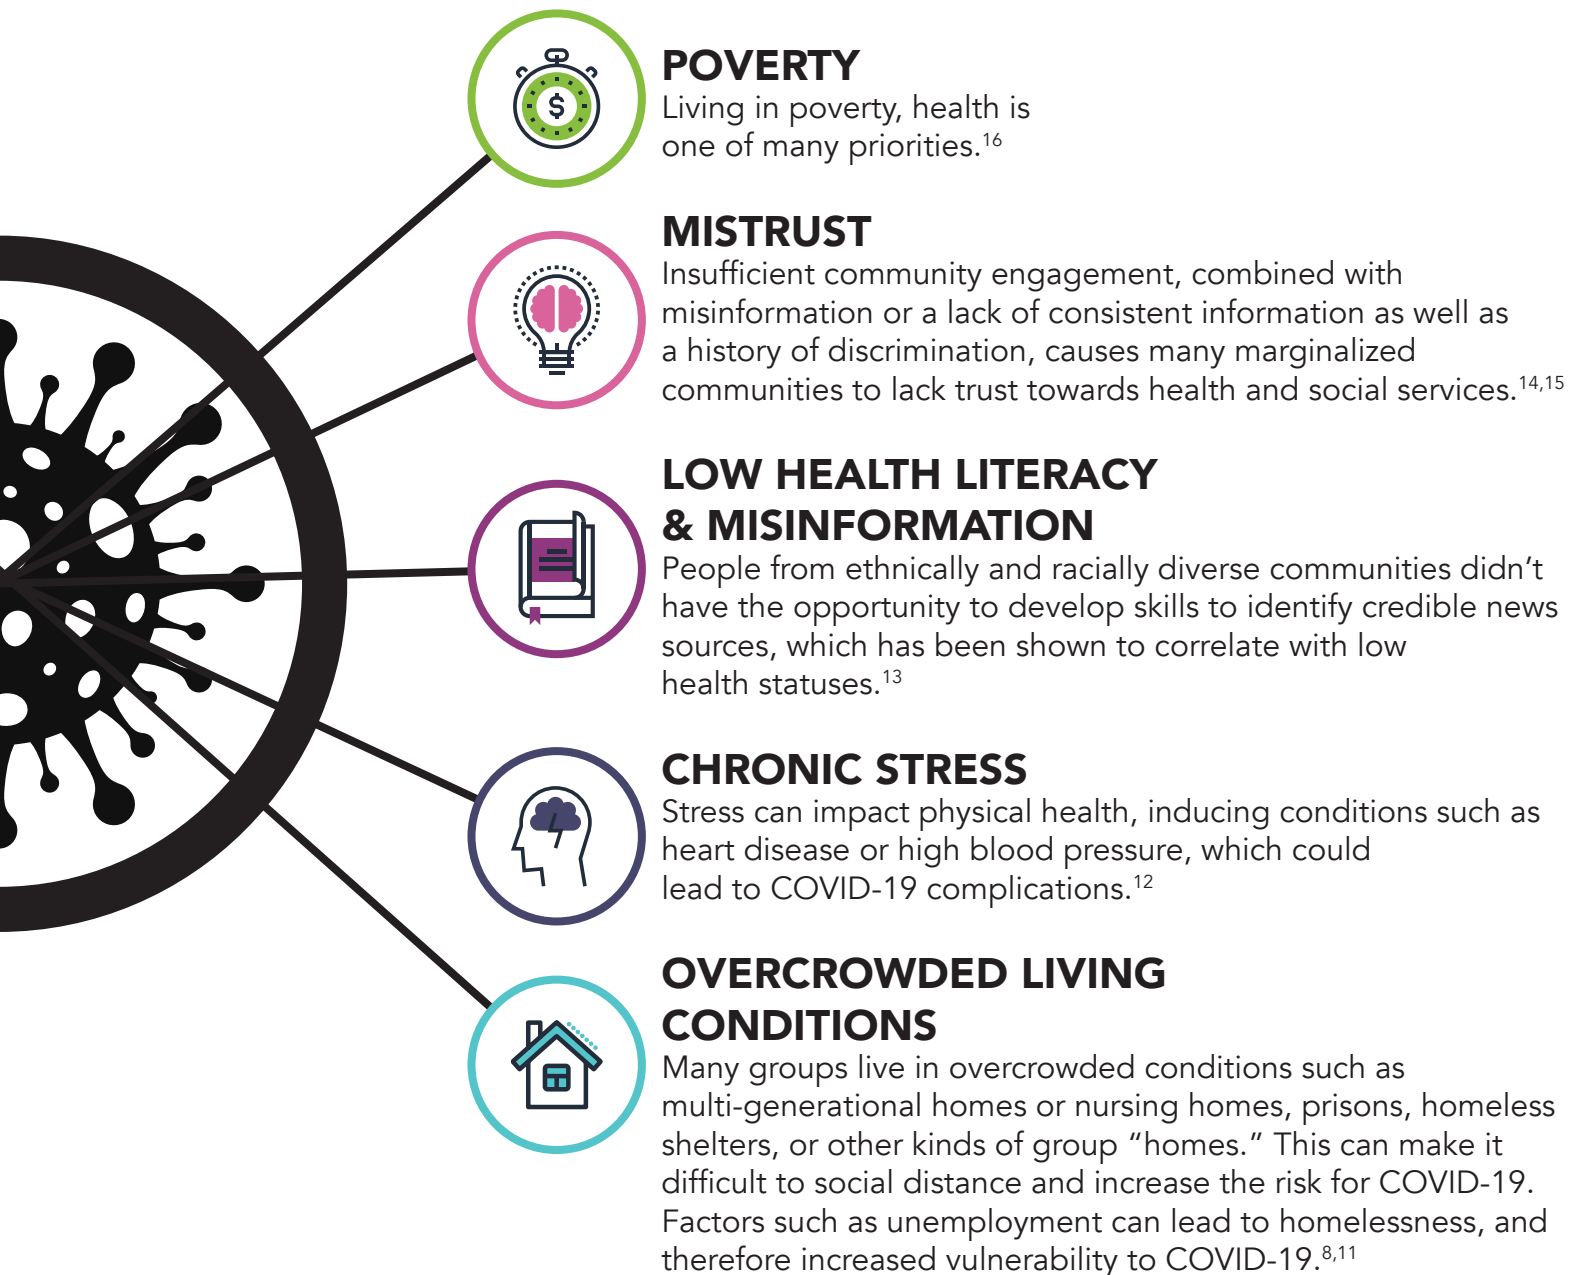 POVERTY
Living in poverty, health is
one of many priorities.16
MISTRUST
Insufficient community engagement, combined with
misinformation or a lack of consistent information as well as
a history of discrimination, causes many marginalized
communities to lack trust towards health and social services.14,15
LOW HEALTH LITERACY
& MISINFORMATION
People from ethnically and racially diverse communities didn’t
have the opportunity to develop skills to identify credible news
sources, which has been shown to correlate with low
health statuses.13
CHRONIC STRESS
Stress can impact physical health, inducing conditions such as
heart disease or high blood pressure, which could
lead to COVID-19 complications.12
OVERCROWDED LIVING
CONDITIONS
Many groups live in overcrowded conditions such as
multi-generational homes or nursing homes, prisons, homeless
shelters, or other kinds of group “homes.” This can make it
difficult to social distance and increase the risk for COVID-19.
Factors such as unemployment can lead to homelessness, and
therefore increased vulnerability to COVID-19.8,11
$